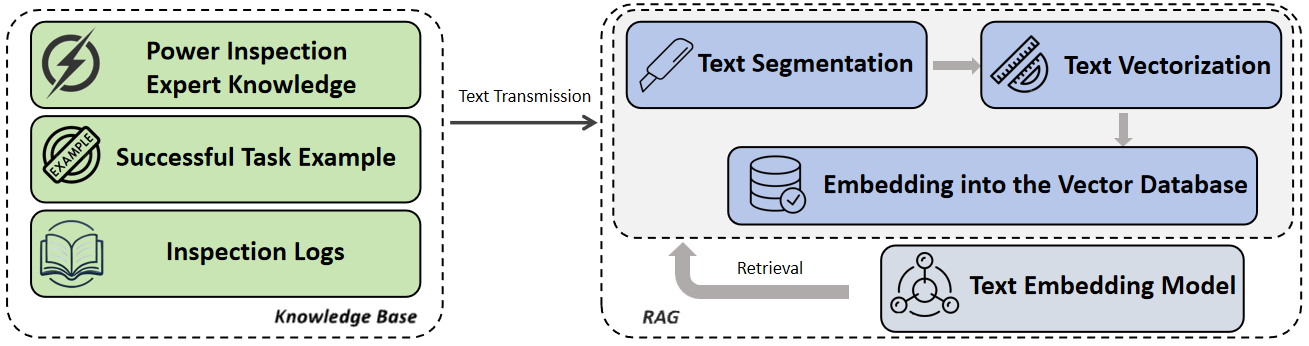 Power Inspection
Expert Knowledge
EXAMPLE
Successful Task Example
Inspection Logs
Knowledge Base
Text Transmission
Text Segmentation
Text Vectorization
Embedding into the Vector Database
Retrieval
Text Embedding Model
RAG